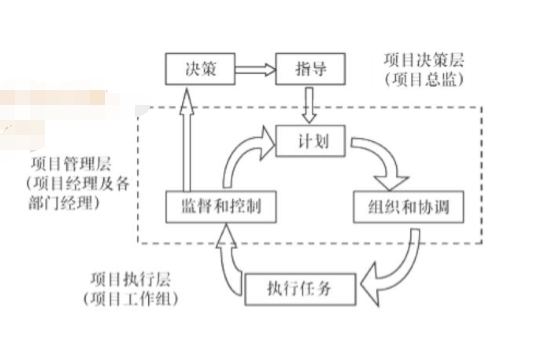 决策
指导
项目决策层
(项目总监)
计划
项目管理层
(项目经理及各
部门经理)
监督和控制
组织和协调
项目执行层
(项目工作组)
执行任务